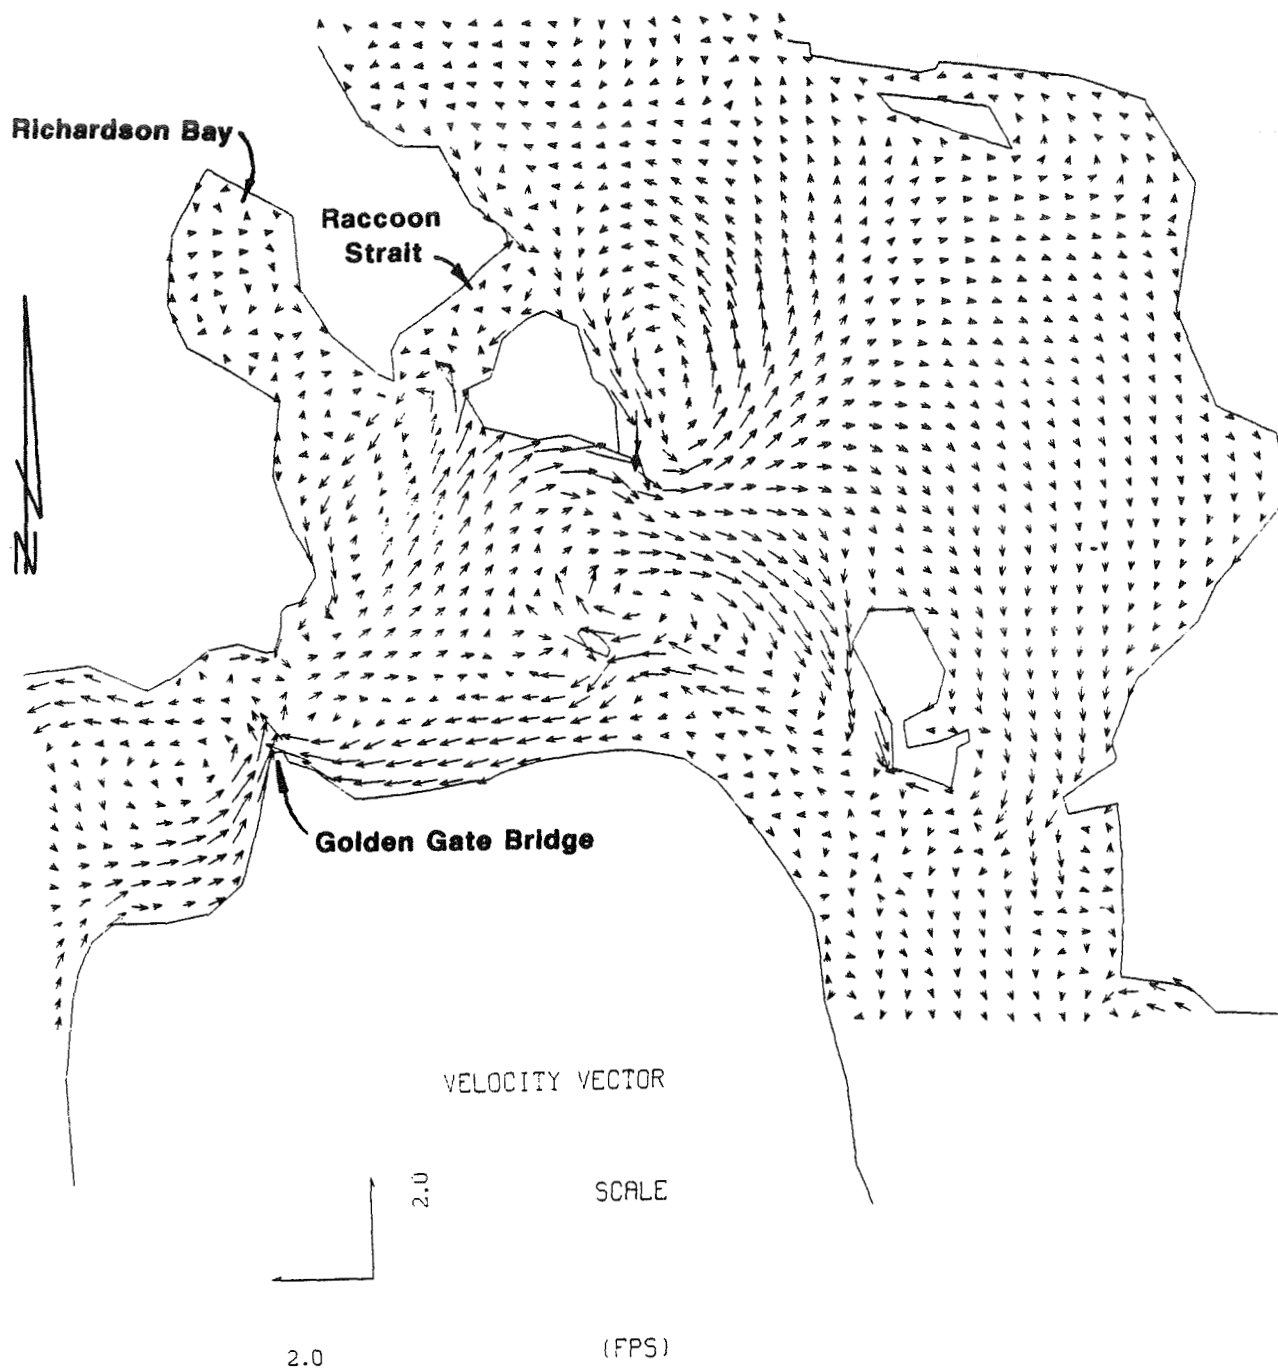 Richardson Bay
Raccoon
Strait
N
Golden Gate Bridge
VELOCITY VECTOR
2.0
SCALE
2.0
(FPS)